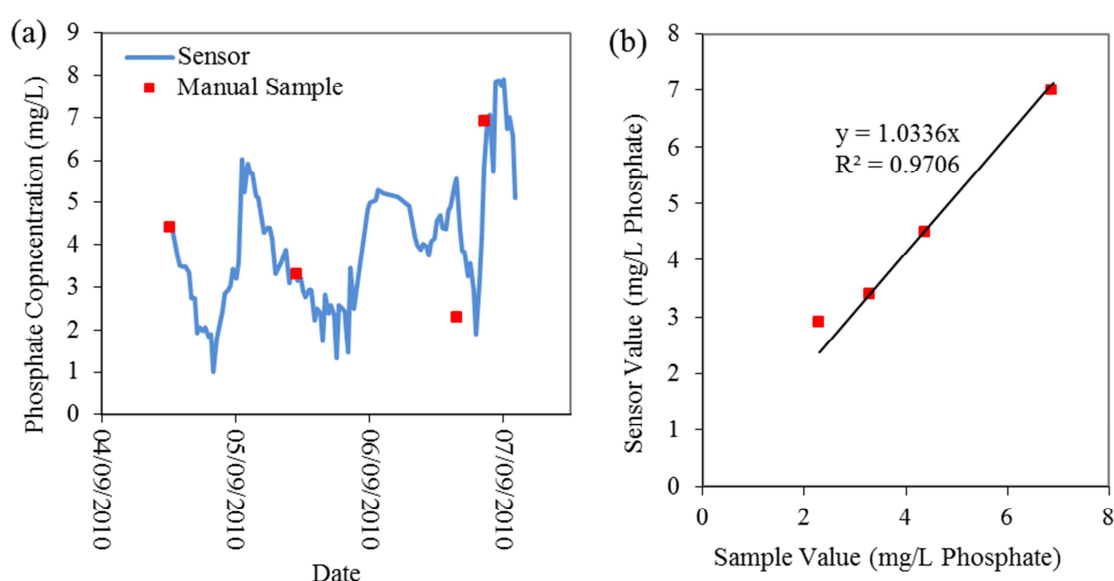 (a)
Phosphate Copncentration (mg/L)
9
8
7
6
5
4
3
2
1
0
Sensor
Manual Sample
04/09/2010
05/09/2010
06/09/2010
07/09/2010
Date
(b)
Sensor Value (mg/L Phosphate)
8
7
6
5
4
3
2
1
0
y = 1.0336x
R² = 0.9706
0 2 4 6 8
Sample Value (mg/L Phosphate)